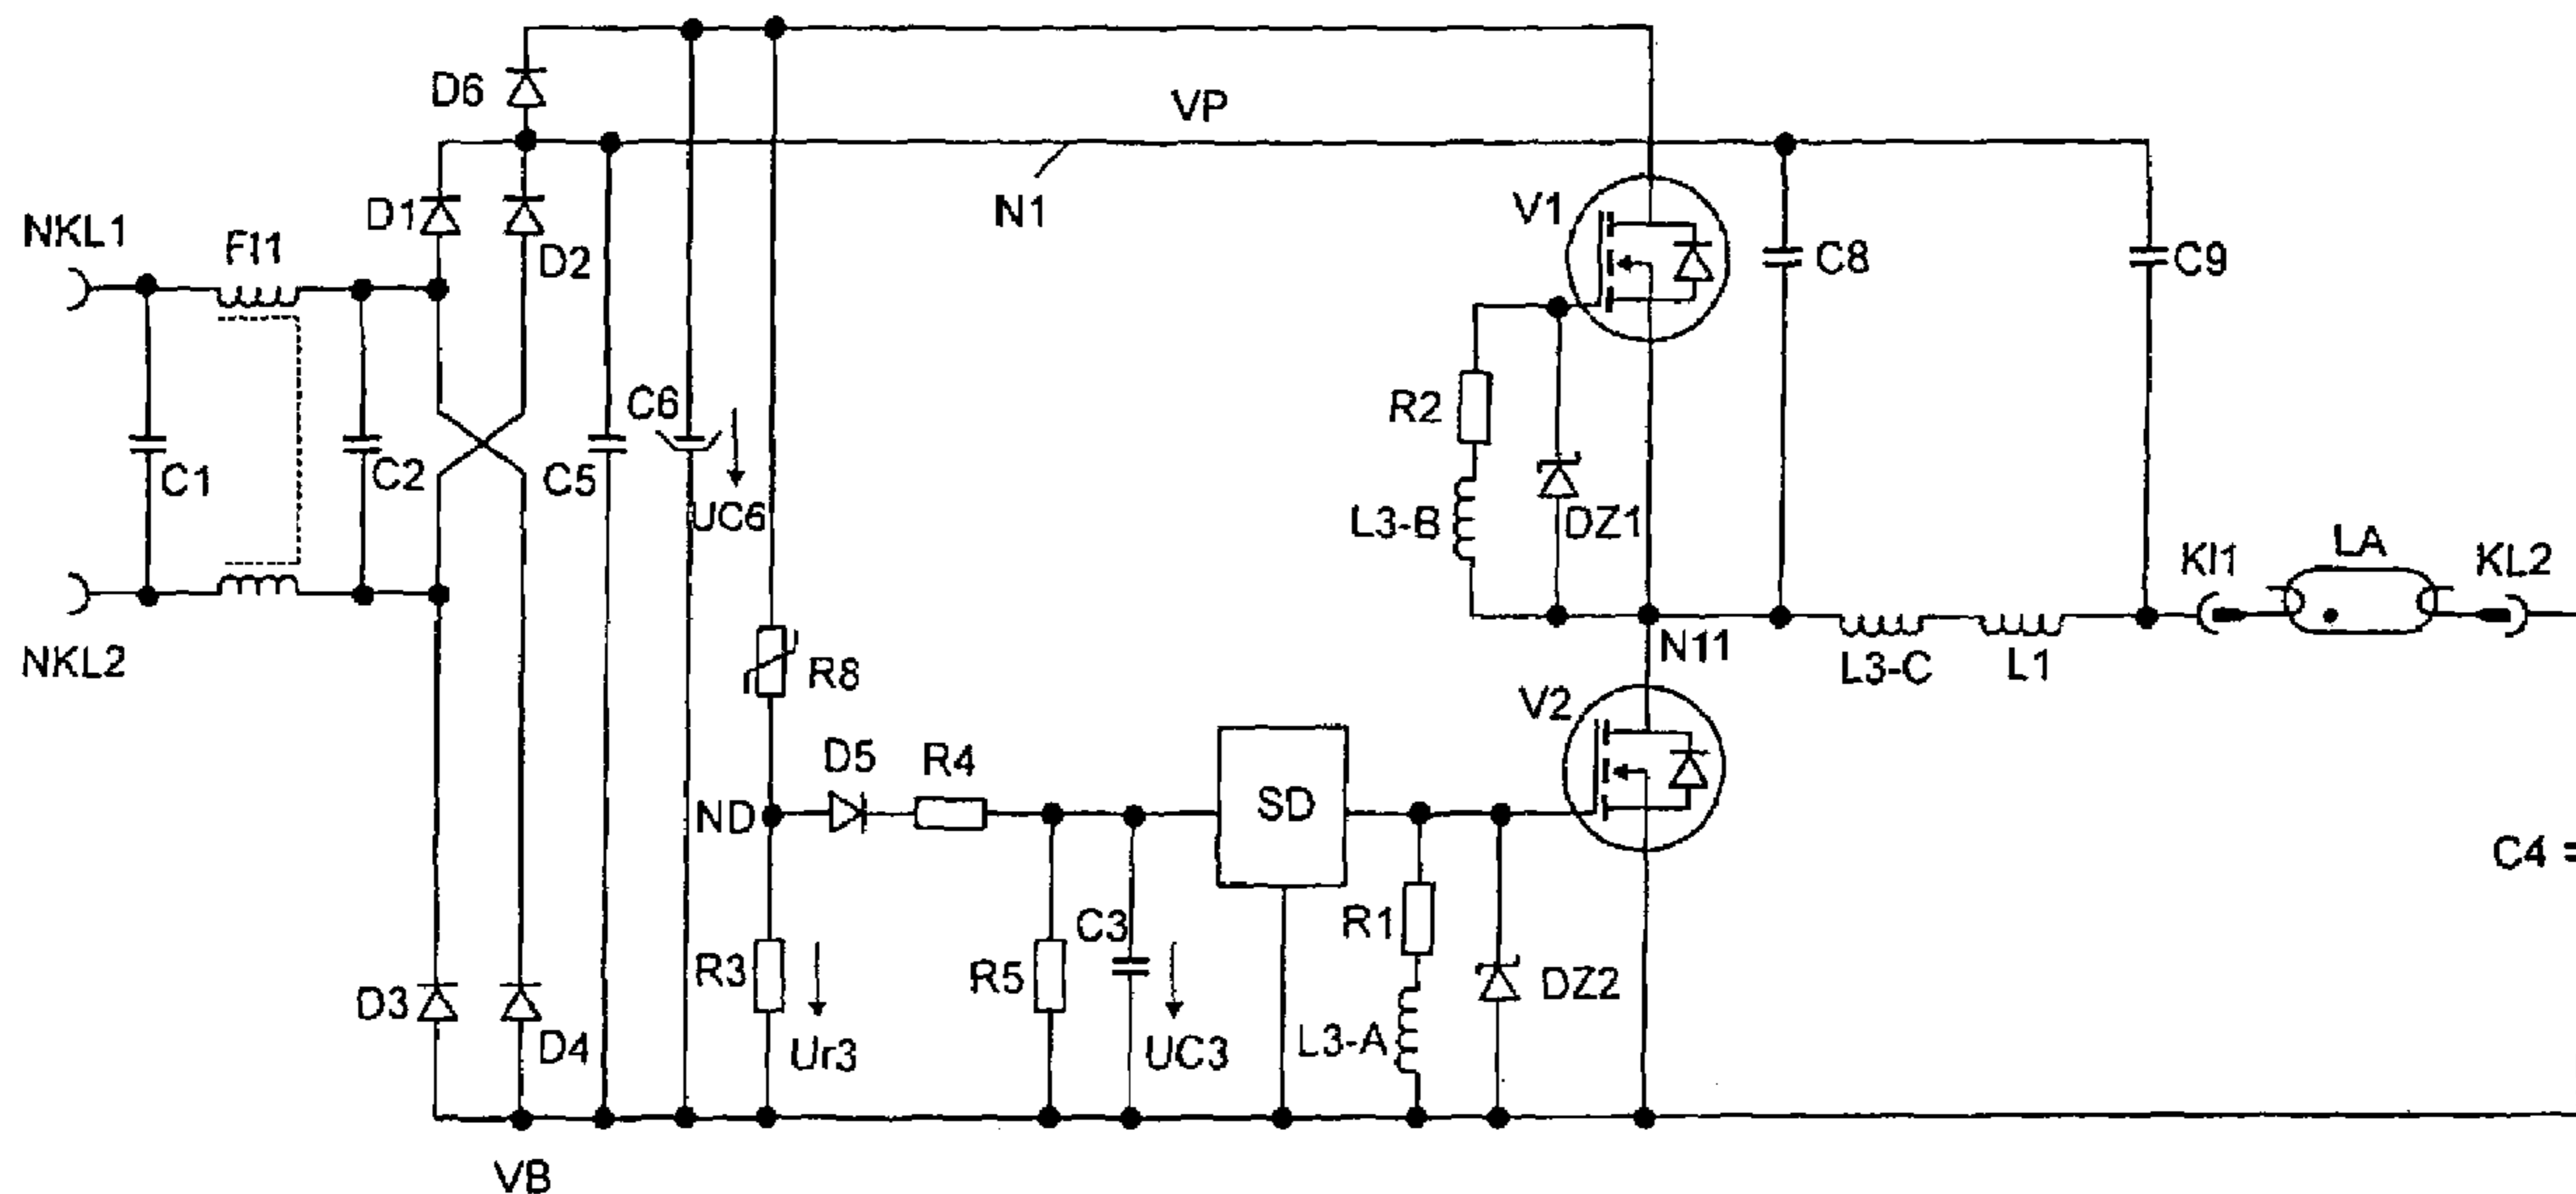 D6
VP
N1
D1
D2
NKL1
FI1
V1
C8
C9
C6
R2
C1
C2
C5
UC6
L3-B
DZ1
KI1
LA
KL2
NKL2
R8
N11
L3-C
L1
V2
D5
R4
ND
SD
C4
R3
R5
C3
R1
DZ2
D3
D4
Ur3
UC3
L3-A
VB